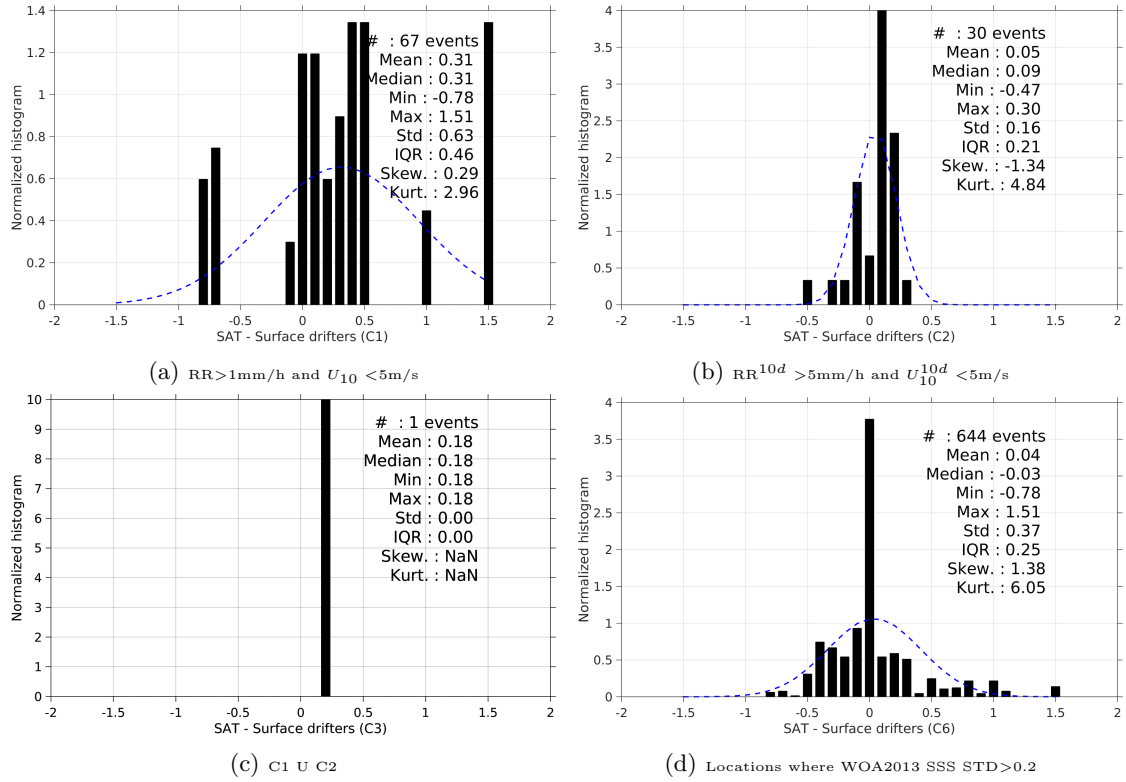 1.4
1.2
1
0.8
0.6
0.4
0.2
0
-2
-1.5
-1
-0.5
0
0.5
1
1.5
2
Normalized histogram
SAT - Surface drifters (C1)
# : 67 events
Mean : 0.31
Median : 0.31
Min : -0.78
Max : 1.51
Std : 0.63
IQR : 0.46
Skew. : 0.29
Kurt. : 2.96
(a) RR>1mm/h and U10 <5m/s
4
3.5
3
2.5
2
1.5
1
0.5
0
-2
-1.5
-1
-0.5
0
0.5
1
1.5
2
Normalized histogram
SAT - Surface drifters (C2)
# : 30 events
Mean : 0.05
Median : 0.09
Min : -0.47
Max : 0.30
Std : 0.16
IQR : 0.21
Skew. : -1.34
Kurt. : 4.84
(b) RR^10d >5mm/h and U10^10d <5m/s
10
9
8
7
6
5
4
3
2
1
0
-2
-1.5
-1
-0.5
0
0.5
1
1.5
2
Normalized histogram
SAT - Surface drifters (C3)
# : 1 events
Mean : 0.18
Median : 0.18
Min : 0.18
Max : 0.18
Std : 0.00
IQR : 0.00
Skew. : NaN
Kurt. : NaN
(c) C1 U C2
4
3.5
3
2.5
2
1.5
1
0.5
0
-2
-1.5
-1
-0.5
0
0.5
1
1.5
2
Normalized histogram
SAT - Surface drifters (C6)
# : 644 events
Mean : 0.04
Median : -0.03
Min : -0.78
Max : 1.51
Std : 0.37
IQR : 0.25
Skew. : 1.38
Kurt. : 6.05
(d) Locations where WOA2013 SSS STD>0.2